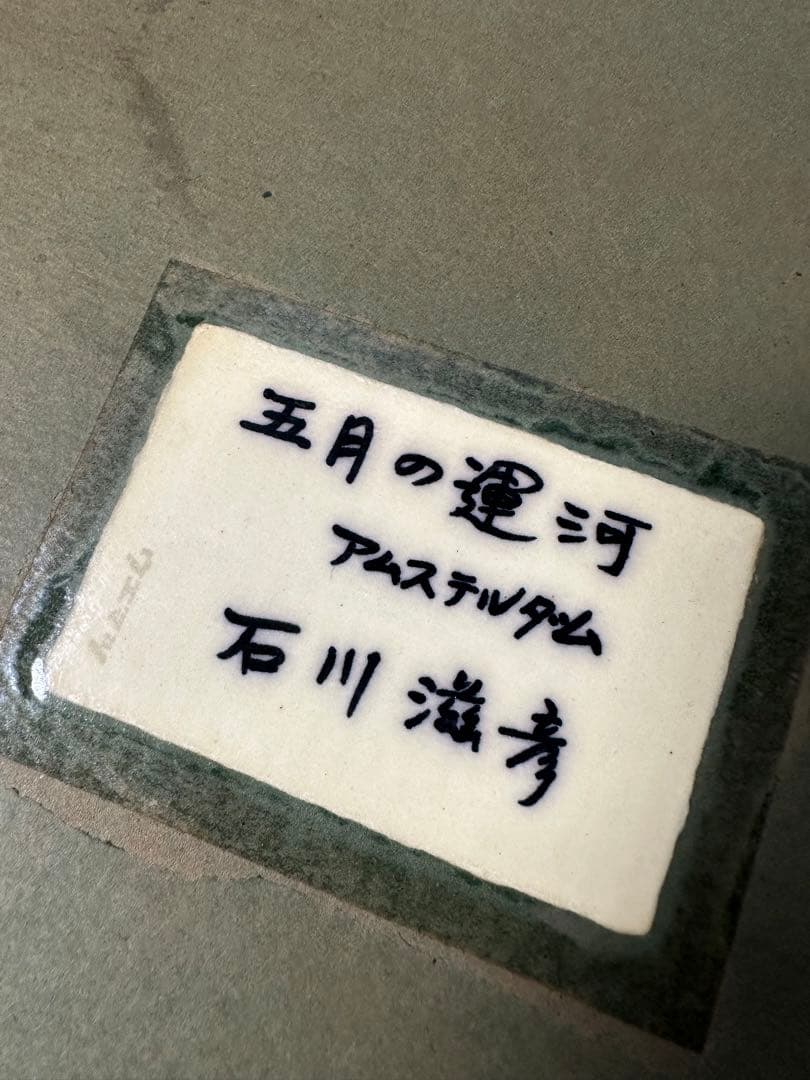 五月の運河
アムステルダム
石川滋彦